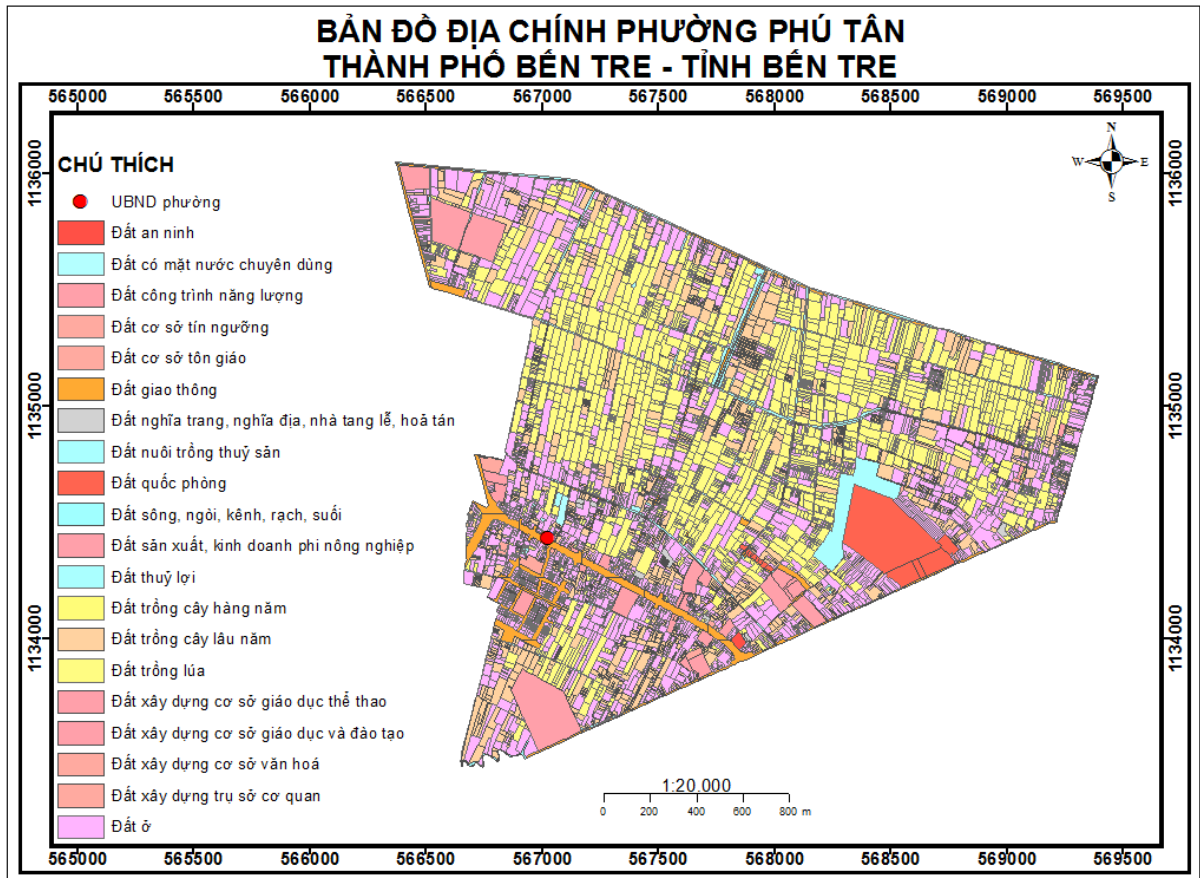 BẢN ĐỒ ĐỊA CHÍNH PHƯỜNG PHÚ TÂN
THÀNH PHỐ BẾN TRE - TỈNH BẾN TRE
565000 565500 566000 566500 567000 567500 568000 568500 569000 569500
1136000
1135000
1134000
CHÚ THÍCH
UBND phường
Đất an ninh
Đất có mặt nước chuyên dùng
Đất công trình năng lượng
Đất cơ sở tín ngưỡng
Đất cơ sở tôn giáo
Đất giao thông
Đất nghĩa trang, nghĩa địa, nhà tang lễ, hoả tán
Đất nuôi trồng thuỷ sản
Đất quốc phòng
Đất sông, ngòi, kênh, rạch, suối
Đất sản xuất, kinh doanh phi nông nghiệp
Đất thuỷ lợi
Đất trồng cây hàng năm
Đất trồng cây lâu năm
Đất trồng lúa
Đất xây dựng cơ sở giáo dục thể thao
Đất xây dựng cơ sở giáo dục và đào tạo
Đất xây dựng cơ sở văn hoá
Đất xây dựng trụ sở cơ quan
Đất ở
N
W E
S
1:20.000
0 200 400 600 800 m
1136000
1135000
1134000
565000 565500 566000 566500 567000 567500 568000 568500 569000 569500